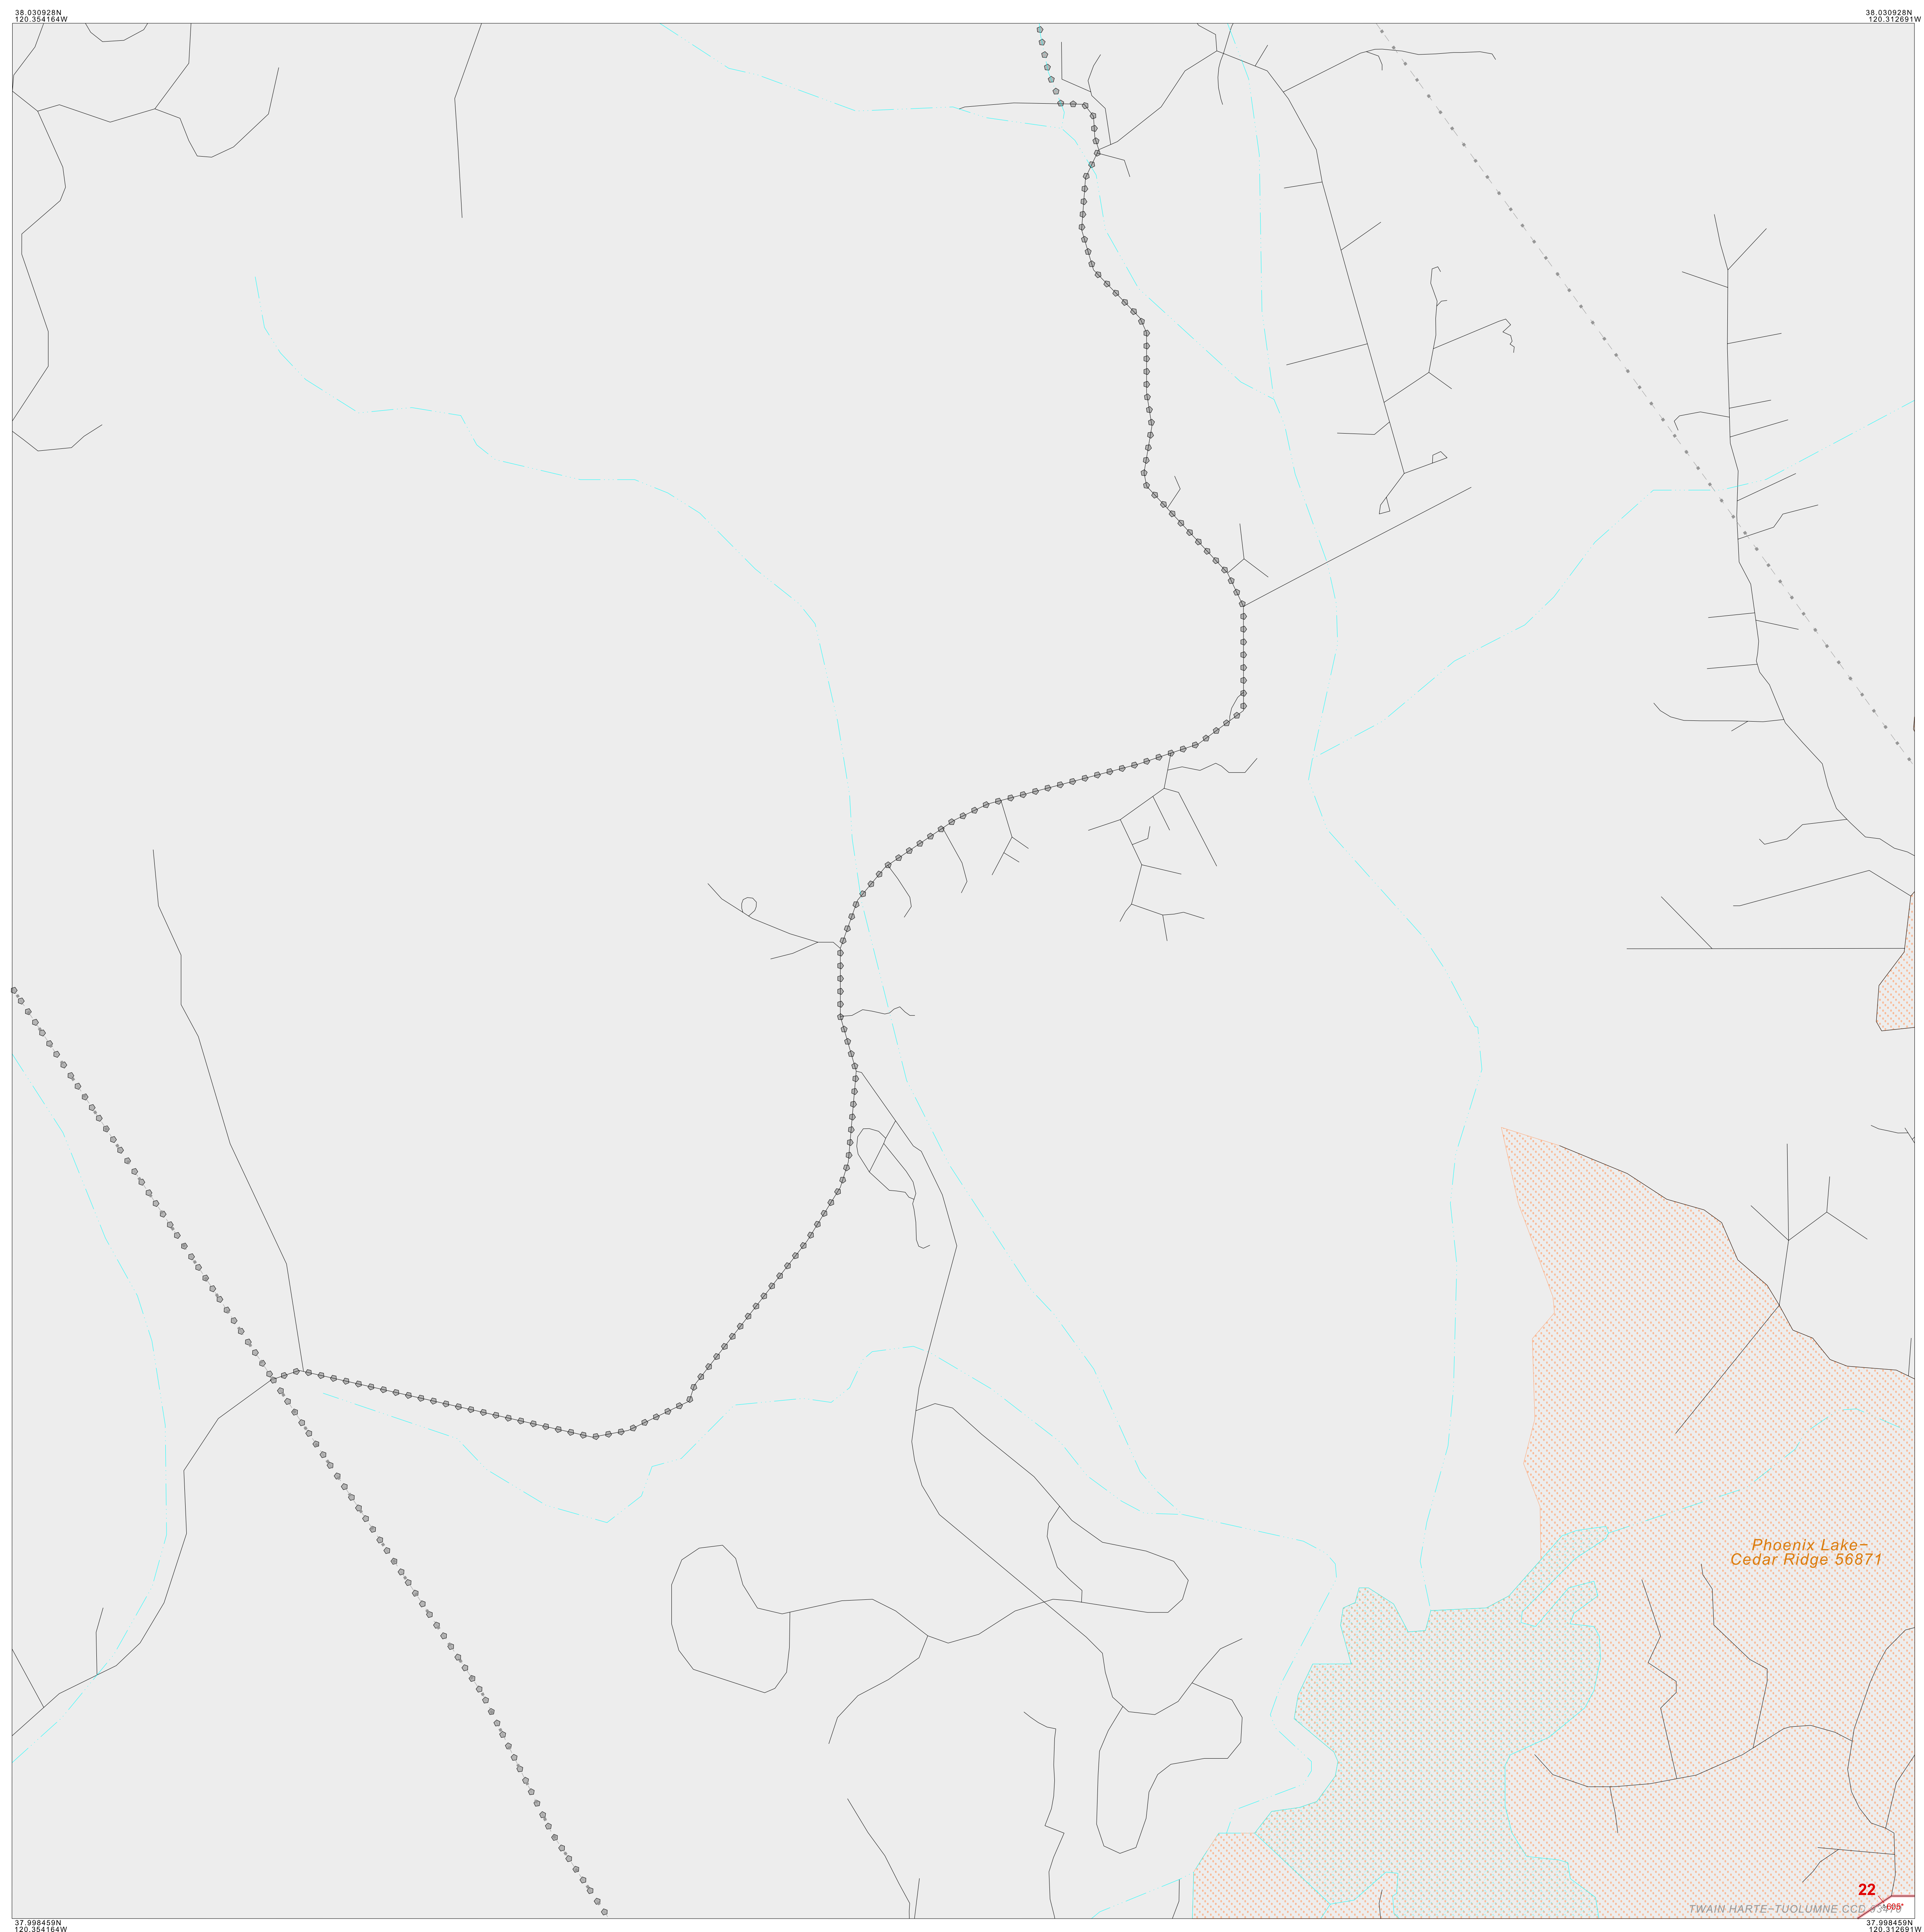 38.030928N
120.354164W
38.030928N
120.312691W
Phoenix Lake−
Cedar Ridge 56871
22
TWAIN HARTE−TUOLUMNE CCD
37.998459N
120.354164W
37.998459N
120.312691W